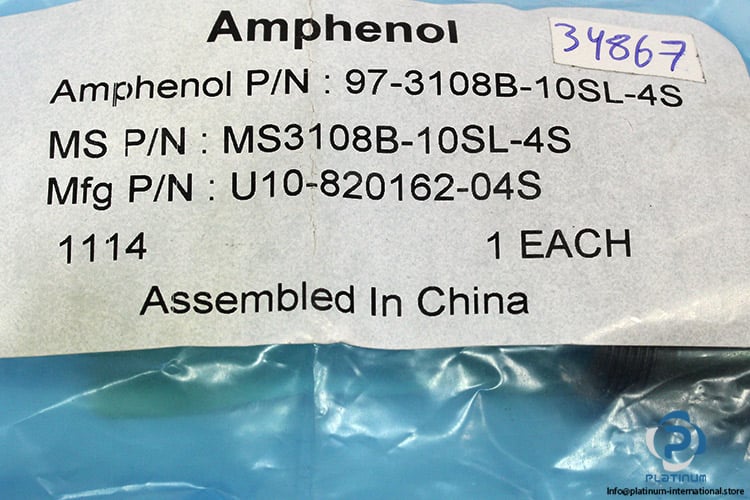 Amphenol
34867
Amphenol P/N : 97-3108B-10SL-4S
MS P/N : MS3108B-10SL-4S
Mfg P/N : U10-820162-04S
1114 1 EACH
Assembled In China
PLATINUM
Info@platinum-international.store